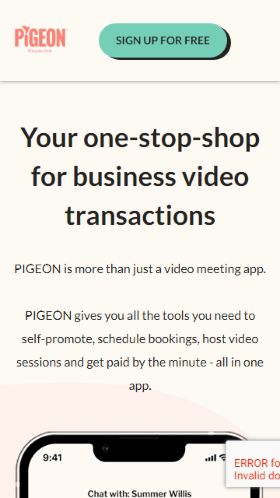 PIGEON
SIGN UP FOR FREE
Your one-stop-shop
for business video
transactions
PIGEON is more than just a video meeting app.
PIGEON gives you all the tools you need to
self-promote, schedule bookings, host video
sessions and get paid by the minute - all in one
app.
9:41
Chat with: Summer Willis
ERROR fo
Invalid do